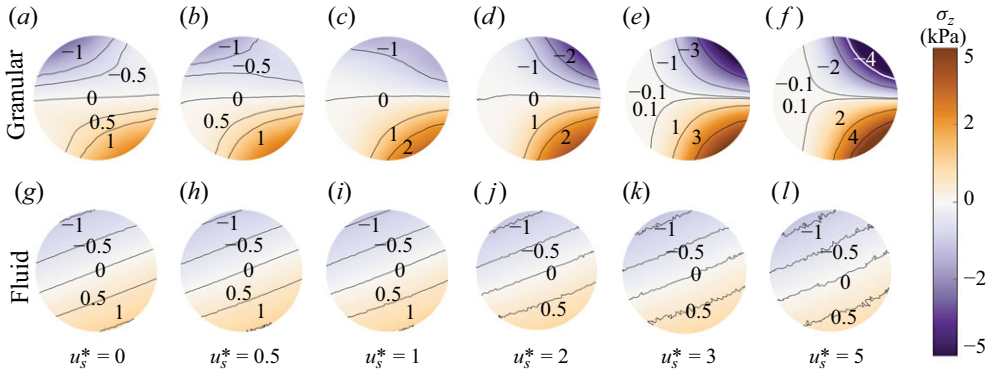 (a) (b) (c) (d) (e) (f) σz
(kPa)
Granular
−1 −0.5 0 0.5 1
−1 −0.5 0 0.5 1
−1 0 1 2
−2 −1 0 1 2
−3 −1 −0.1 0.1 1 3
−4 −2 −0.1 0.1 2 4
5
2
0
−2
−5
(g) (h) (i) (j) (k) (l)
Fluid
−1 −0.5 0 0.5 1
−1 −0.5 0 0.5 1
−1 −0.5 0 0.5 1
−1 −0.5 0 0.5
−1 −0.5 0 0.5
−1 −0.5 0 0.5
u*s = 0 u*s = 0.5 u*s = 1 u*s = 2 u*s = 3 u*s = 5